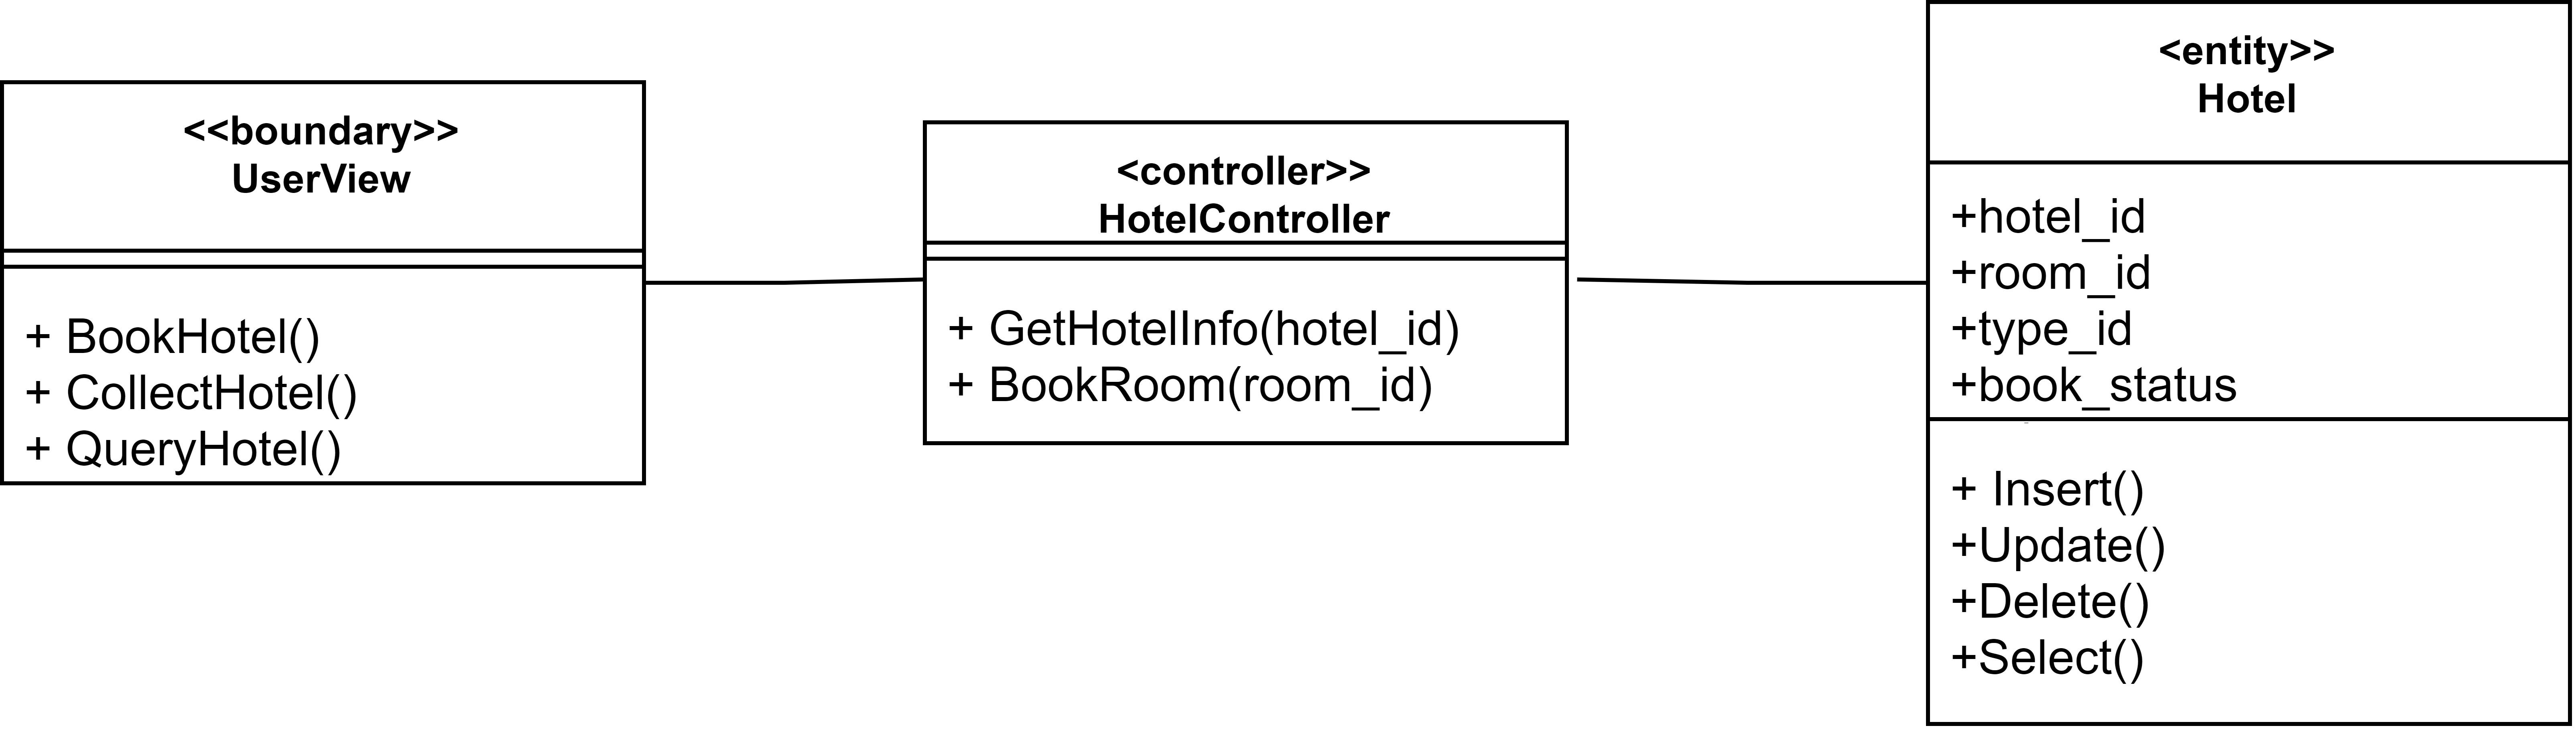 <<boundary>>
UserView
+ BookHotel()
+ CollectHotel()
+ QueryHotel()
<controller>>
HotelController
+ GetHotelInfo(hotel_id)
+ BookRoom(room_id)
<entity>>
Hotel
+hotel_id
+room_id
+type_id
+book_status
+ Insert()
+Update()
+Delete()
+Select()